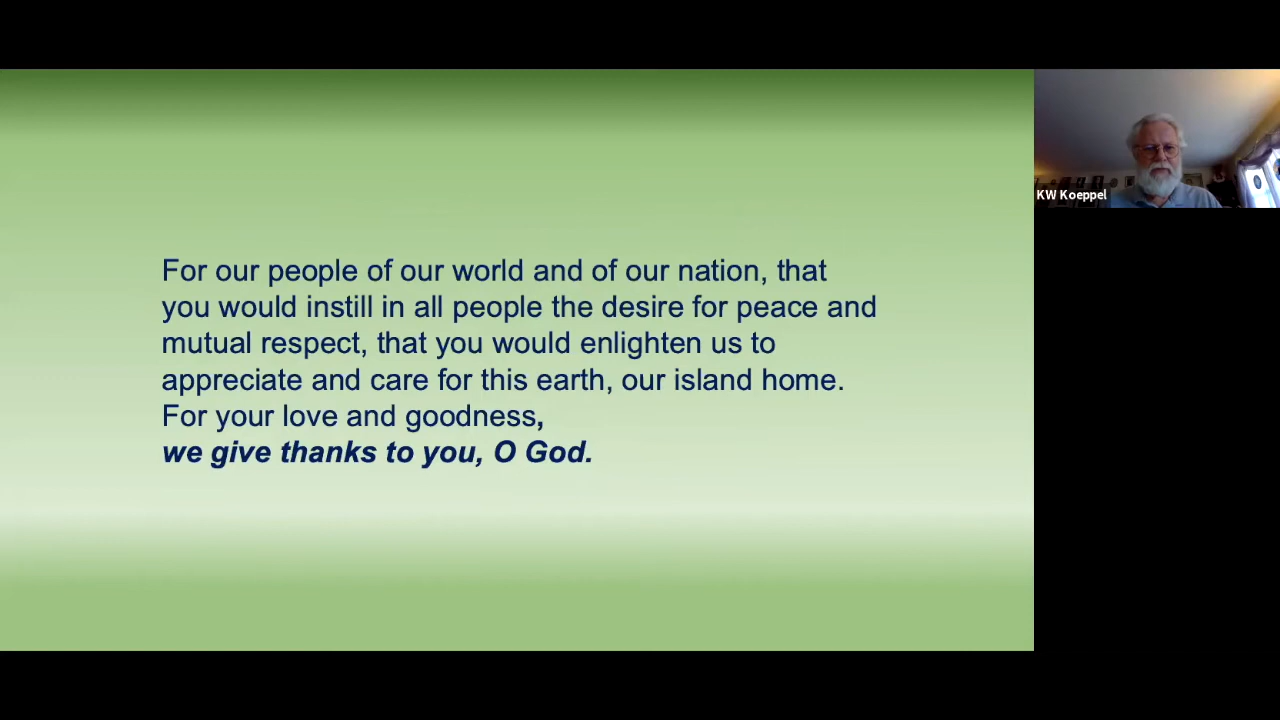 For our people of our world and of our nation, that
you would instill in all people the desire for peace and
mutual respect, that you would enlighten us to
appreciate and care for this earth, our island home.
For your love and goodness,
we give thanks to you, O God.
KW Koeppel